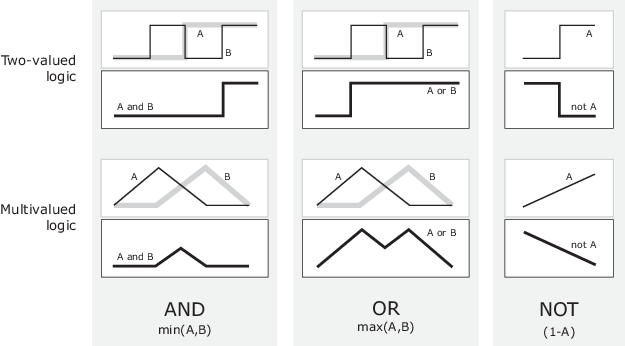 Two-valued
logic
A
B
A and B
A
B
A or B
A
not A
Multivalued
logic
A
B
A and B
A
B
A or B
A
not A
AND
min(A,B)
OR
max(A,B)
NOT
(1-A)